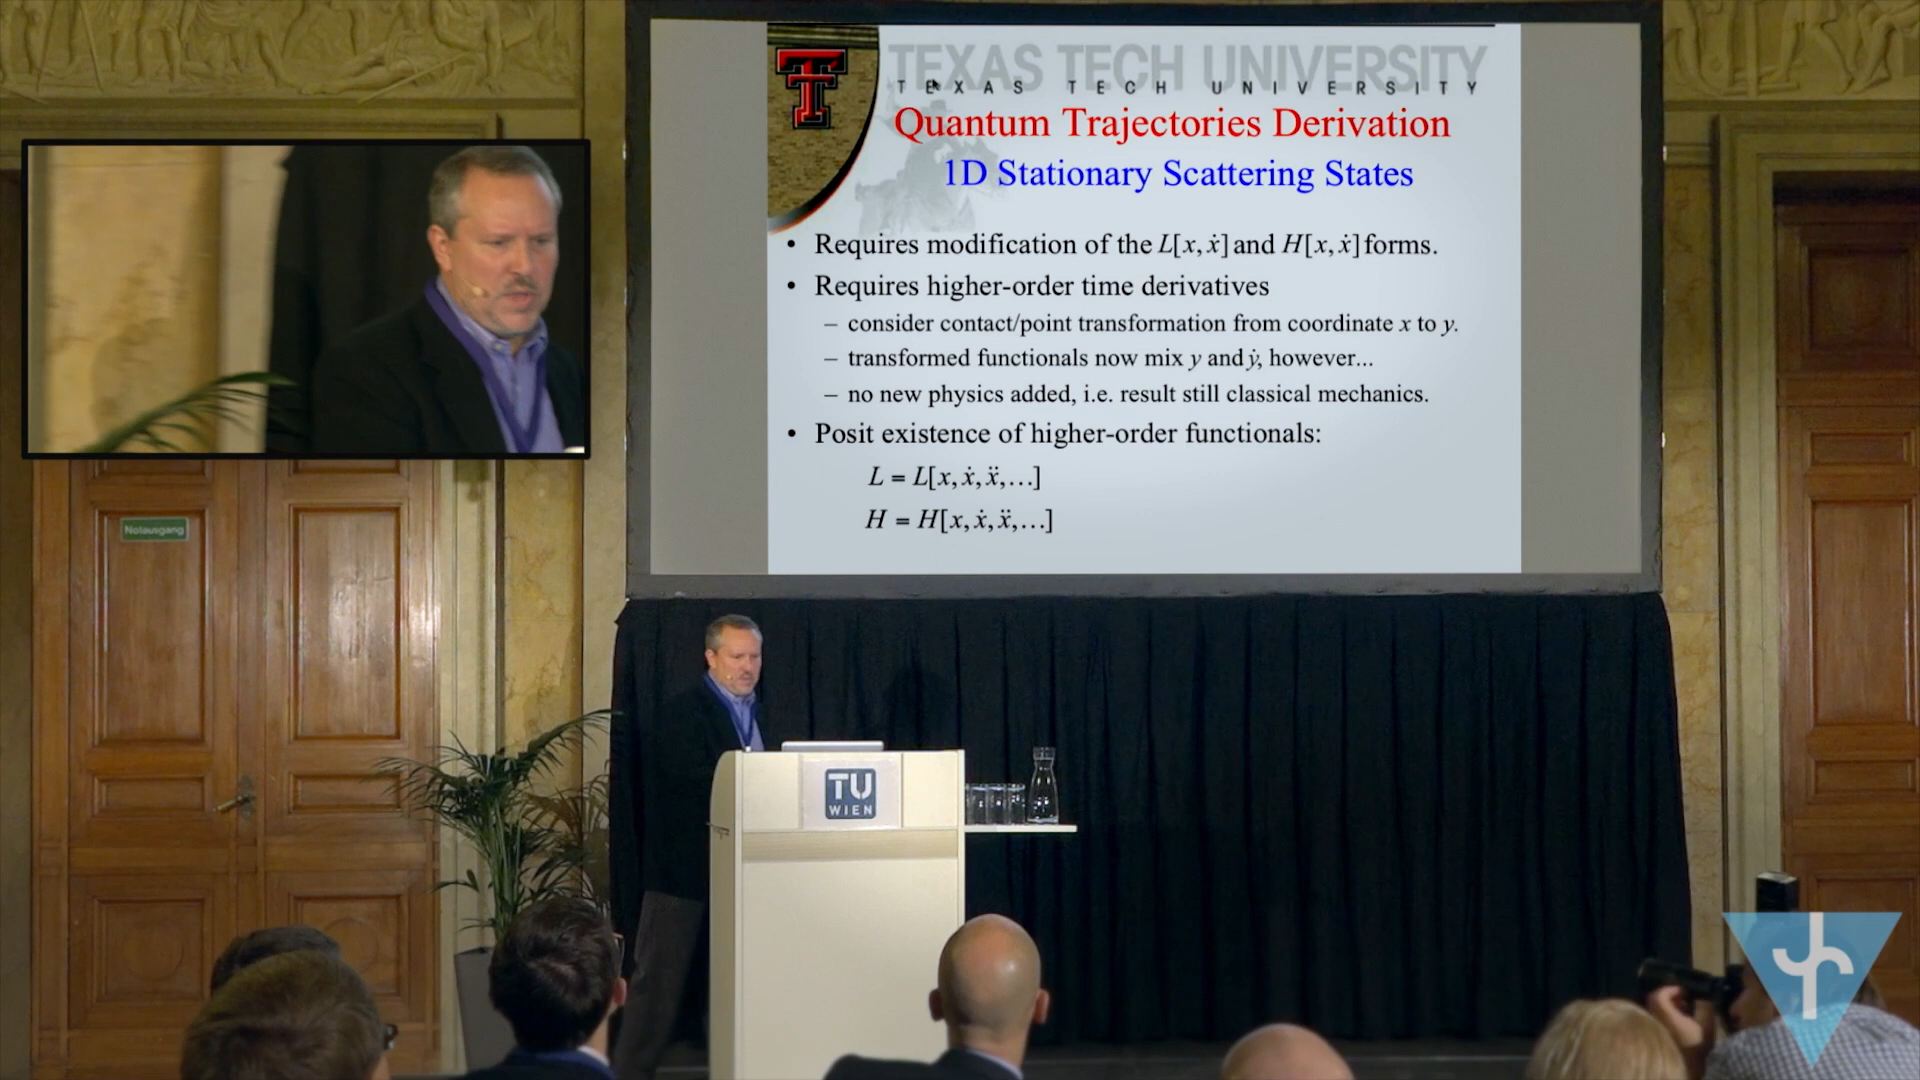 TEXAS TECH UNIVERSITY
TEXAS TECH UNIVERSITY
Quantum Trajectories Derivation
1D Stationary Scattering States
• Requires modification of the L[x, ẋ] and H[x, ẋ] forms.
• Requires higher-order time derivatives
– consider contact/point transformation from coordinate x to y.
– transformed functionals now mix y and ẏ, however...
– no new physics added, i.e. result still classical mechanics.
• Posit existence of higher-order functionals:
L = L[x, ẋ, ẍ,...]
H = H[x, ẋ, ẍ,...]
Notausgang
TU
WIEN